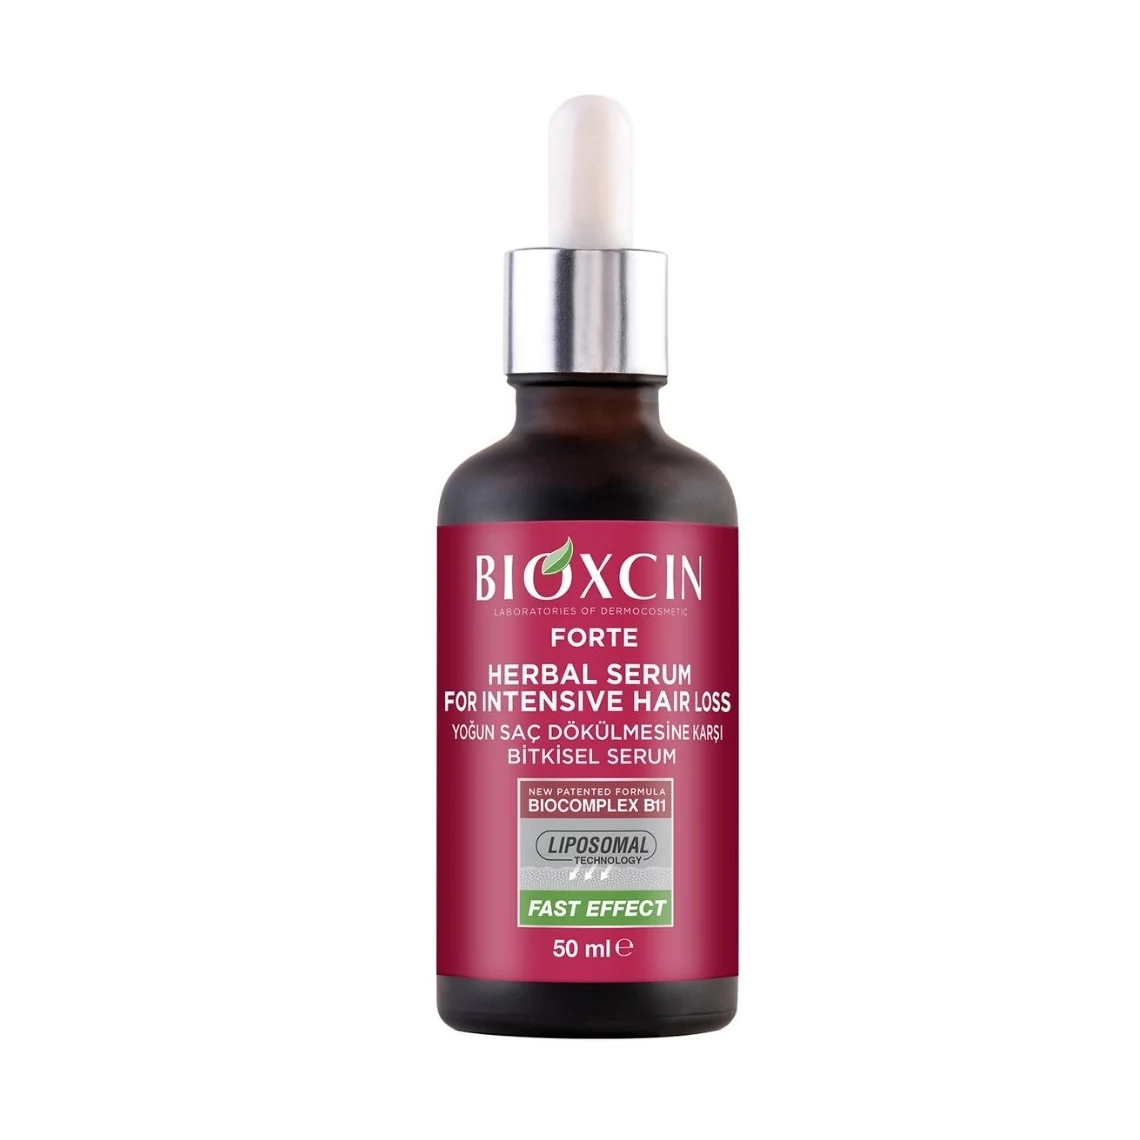 BIOXCIN
LABORATORIES OF DERMOCOSMETIC
FORTE
HERBAL SERUM
FOR INTENSIVE HAIR LOSS
YOĞUN SAÇ DÖKÜLMESİNE KARŞI
BİTKİSEL SERUM
NEW PATENTED FORMULA
BIOCOMPLEX B11
LIPOSOMAL
TECHNOLOGY
FAST EFFECT
50 ml ℮